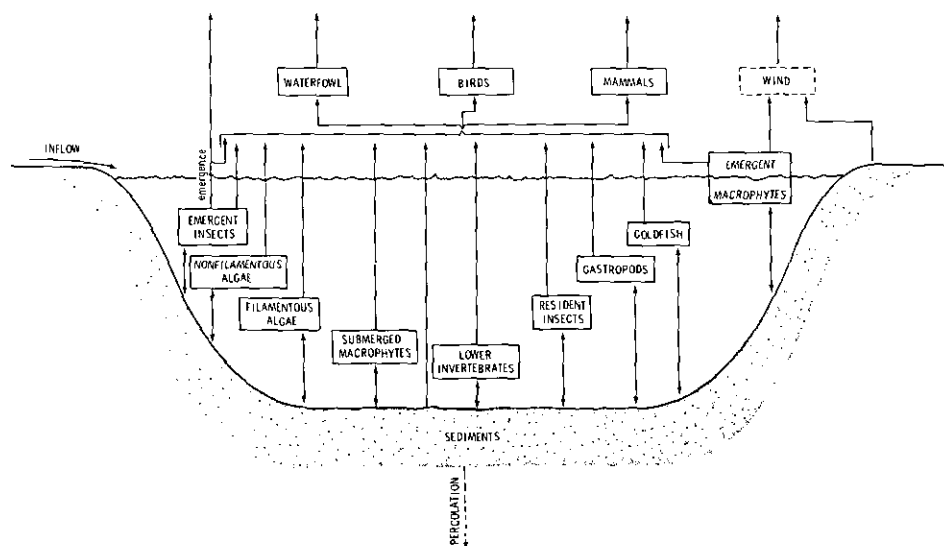 WATERFOWL
BIRDS
MAMMALS
WIND
INFLOW
emergence
EMERGENT
MACROPHYTES
EMERGENT
INSECTS
GOLDFISH
NONFILAMENTOUS
ALGAE
GASTROPODS
FILAMENTOUS
ALGAE
RESIDENT
INSECTS
SUBMERGED
MACROPHYTES
LOWER
INVERTEBRATES
SEDIMENTS
PERCOLATION